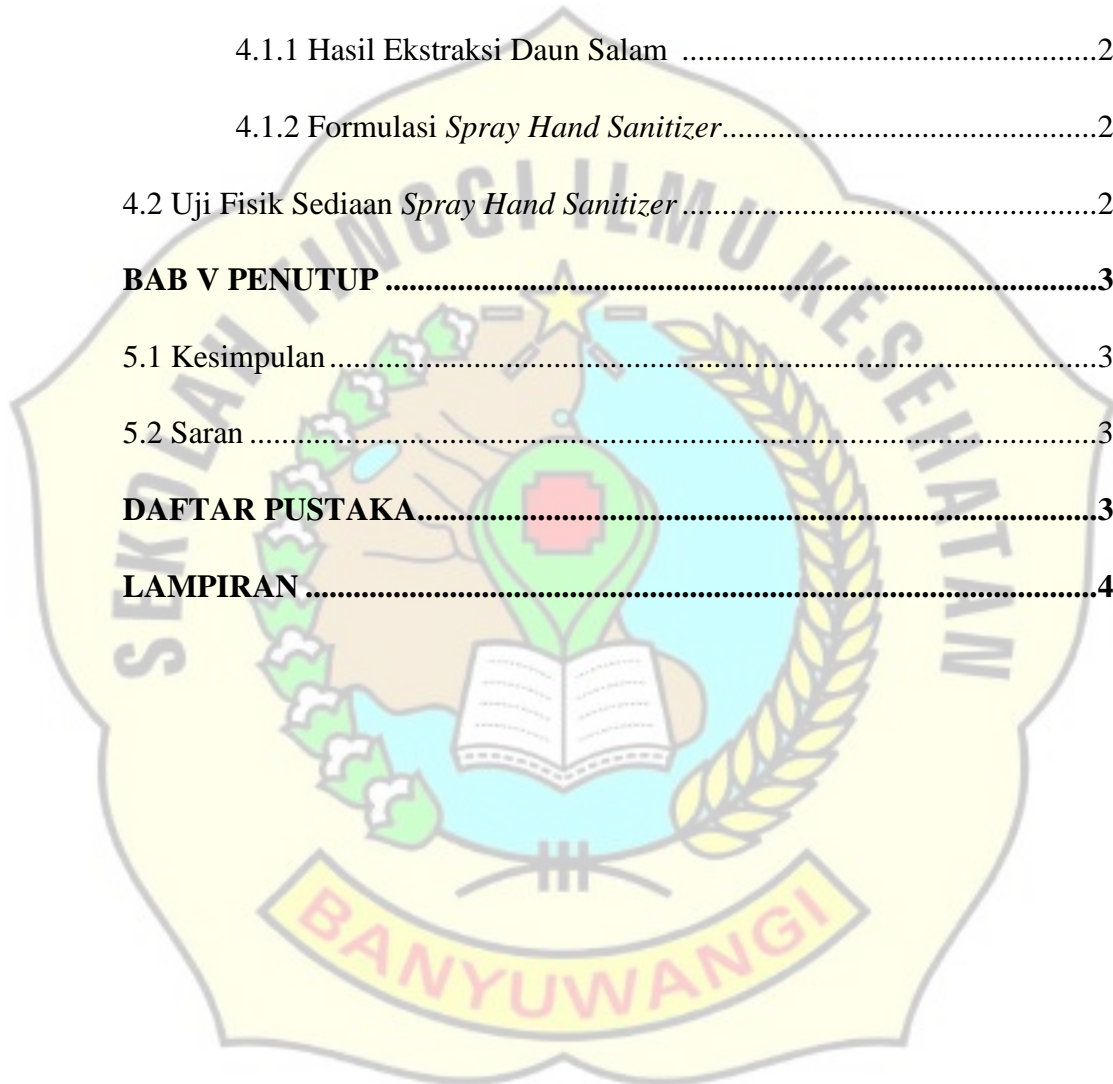 4.1.1 Hasil Ekstraksi Daun Salam ..........................................................2
4.1.2 Formulasi Spray Hand Sanitizer.....................................................2
4.2 Uji Fisik Sediaan Spray Hand Sanitizer ...................................................2
BAB V PENUTUP .........................................................................................3
5.1 Kesimpulan ..............................................................................................3
5.2 Saran ........................................................................................................3
DAFTAR PUSTAKA.....................................................................................3
LAMPIRAN ..................................................................................................4
SEKOLAH TINGGI ILMU KESEHATAN
BANYUWANGI